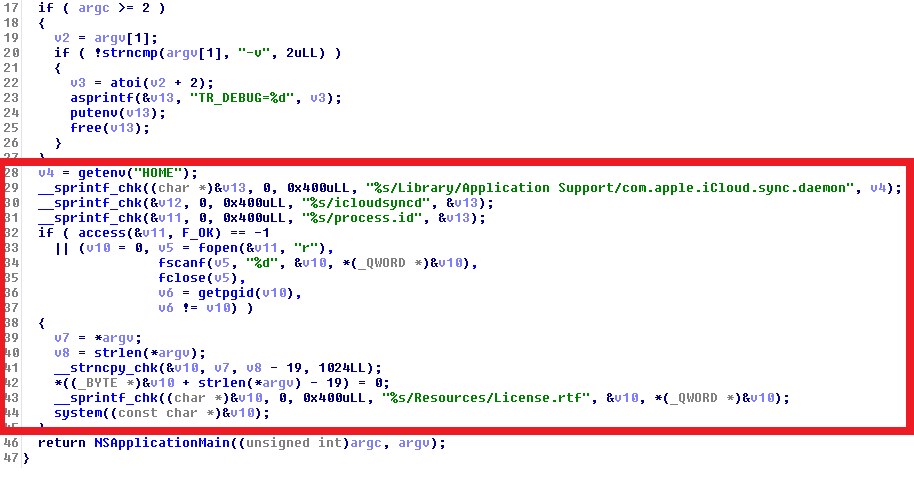 17 if ( argc >= 2 )
18 {
19 v2 = argv[1];
20 if ( !strncmp(argv[1], "-v", 2uLL) )
21 {
22 v3 = atoi(v2 + 2);
23 asprintf(&v13, "TR_DEBUG=%d", v3);
24 putenv(v13);
25 free(v13);
26 }
27 }
28 v4 = getenv("HOME");
29 __sprintf_chk((char *)&v13, 0, 0x400uLL, "%s/Library/Application Support/com.apple.iCloud.sync.daemon", v4);
30 __sprintf_chk(&v12, 0, 0x400uLL, "%s/icloudsyncd", &v13);
31 __sprintf_chk(&v11, 0, 0x400uLL, "%s/process.id", &v13);
32 if ( access(&v11, F_OK) == -1
33 || (v10 = 0, v5 = fopen(&v11, "r"),
34 fscanf(v5, "%d", &v10, *(_QWORD *)&v10),
35 fclose(v5),
36 v6 = getpgid(v10),
37 v6 != v10) )
38 {
39 v7 = *argv;
40 v8 = strlen(*argv);
41 __strncpy_chk(&v10, v7, v8 - 19, 1024LL);
42 *((_BYTE *)&v10 + strlen(*argv) - 19) = 0;
43 __sprintf_chk((char *)&v10, 0, 0x400uLL, "%s/Resources/License.rtf", &v10, *(_QWORD *)&v10);
44 system((const char *)&v10);
45 }
46 return NSApplicationMain((unsigned int)argc, argv);
47 }